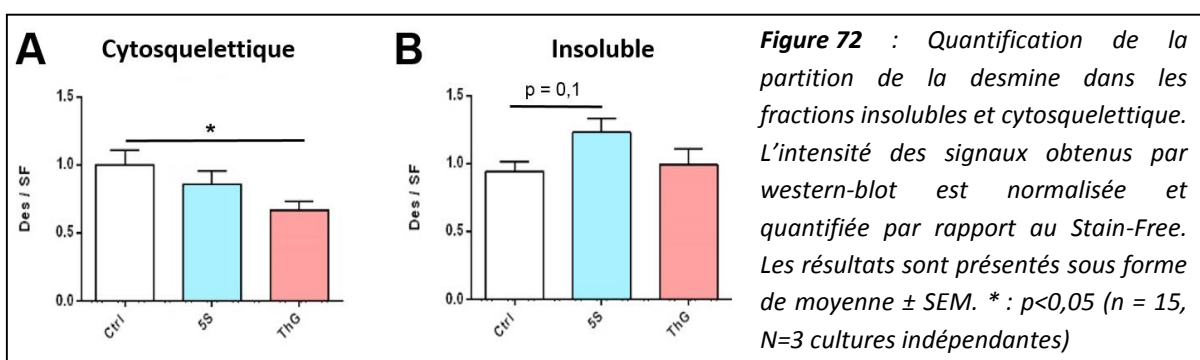 A
Cytosquelettique
Des / SF
1.5
1.0
0.5
0.0
*
Ctrl
5S
ThG
B
Insoluble
Des / SF
1.5
1.0
0.5
0.0
p = 0,1
Ctrl
5S
ThG
Figure 72 : Quantification de la
partition de la desmine dans les
fractions insolubles et cytosquelettique.
L’intensité des signaux obtenus par
western-blot est normalisée et
quantifiée par rapport au Stain-Free.
Les résultats sont présentés sous forme
de moyenne ± SEM. * : p<0,05 (n = 15,
N=3 cultures indépendantes)